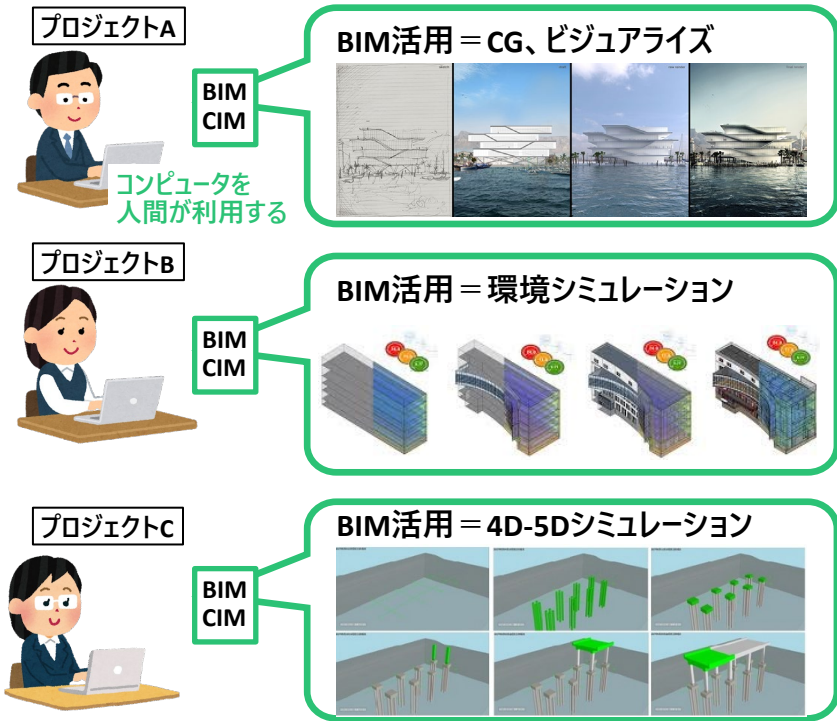 プロジェクトA
BIM活用＝CG、ビジュアライズ
BIM
CIM
コンピュータを
人間が利用する
プロジェクトB
BIM活用＝環境シミュレーション
BIM
CIM
プロジェクトC
BIM活用＝4D-5Dシミュレーション
BIM
CIM